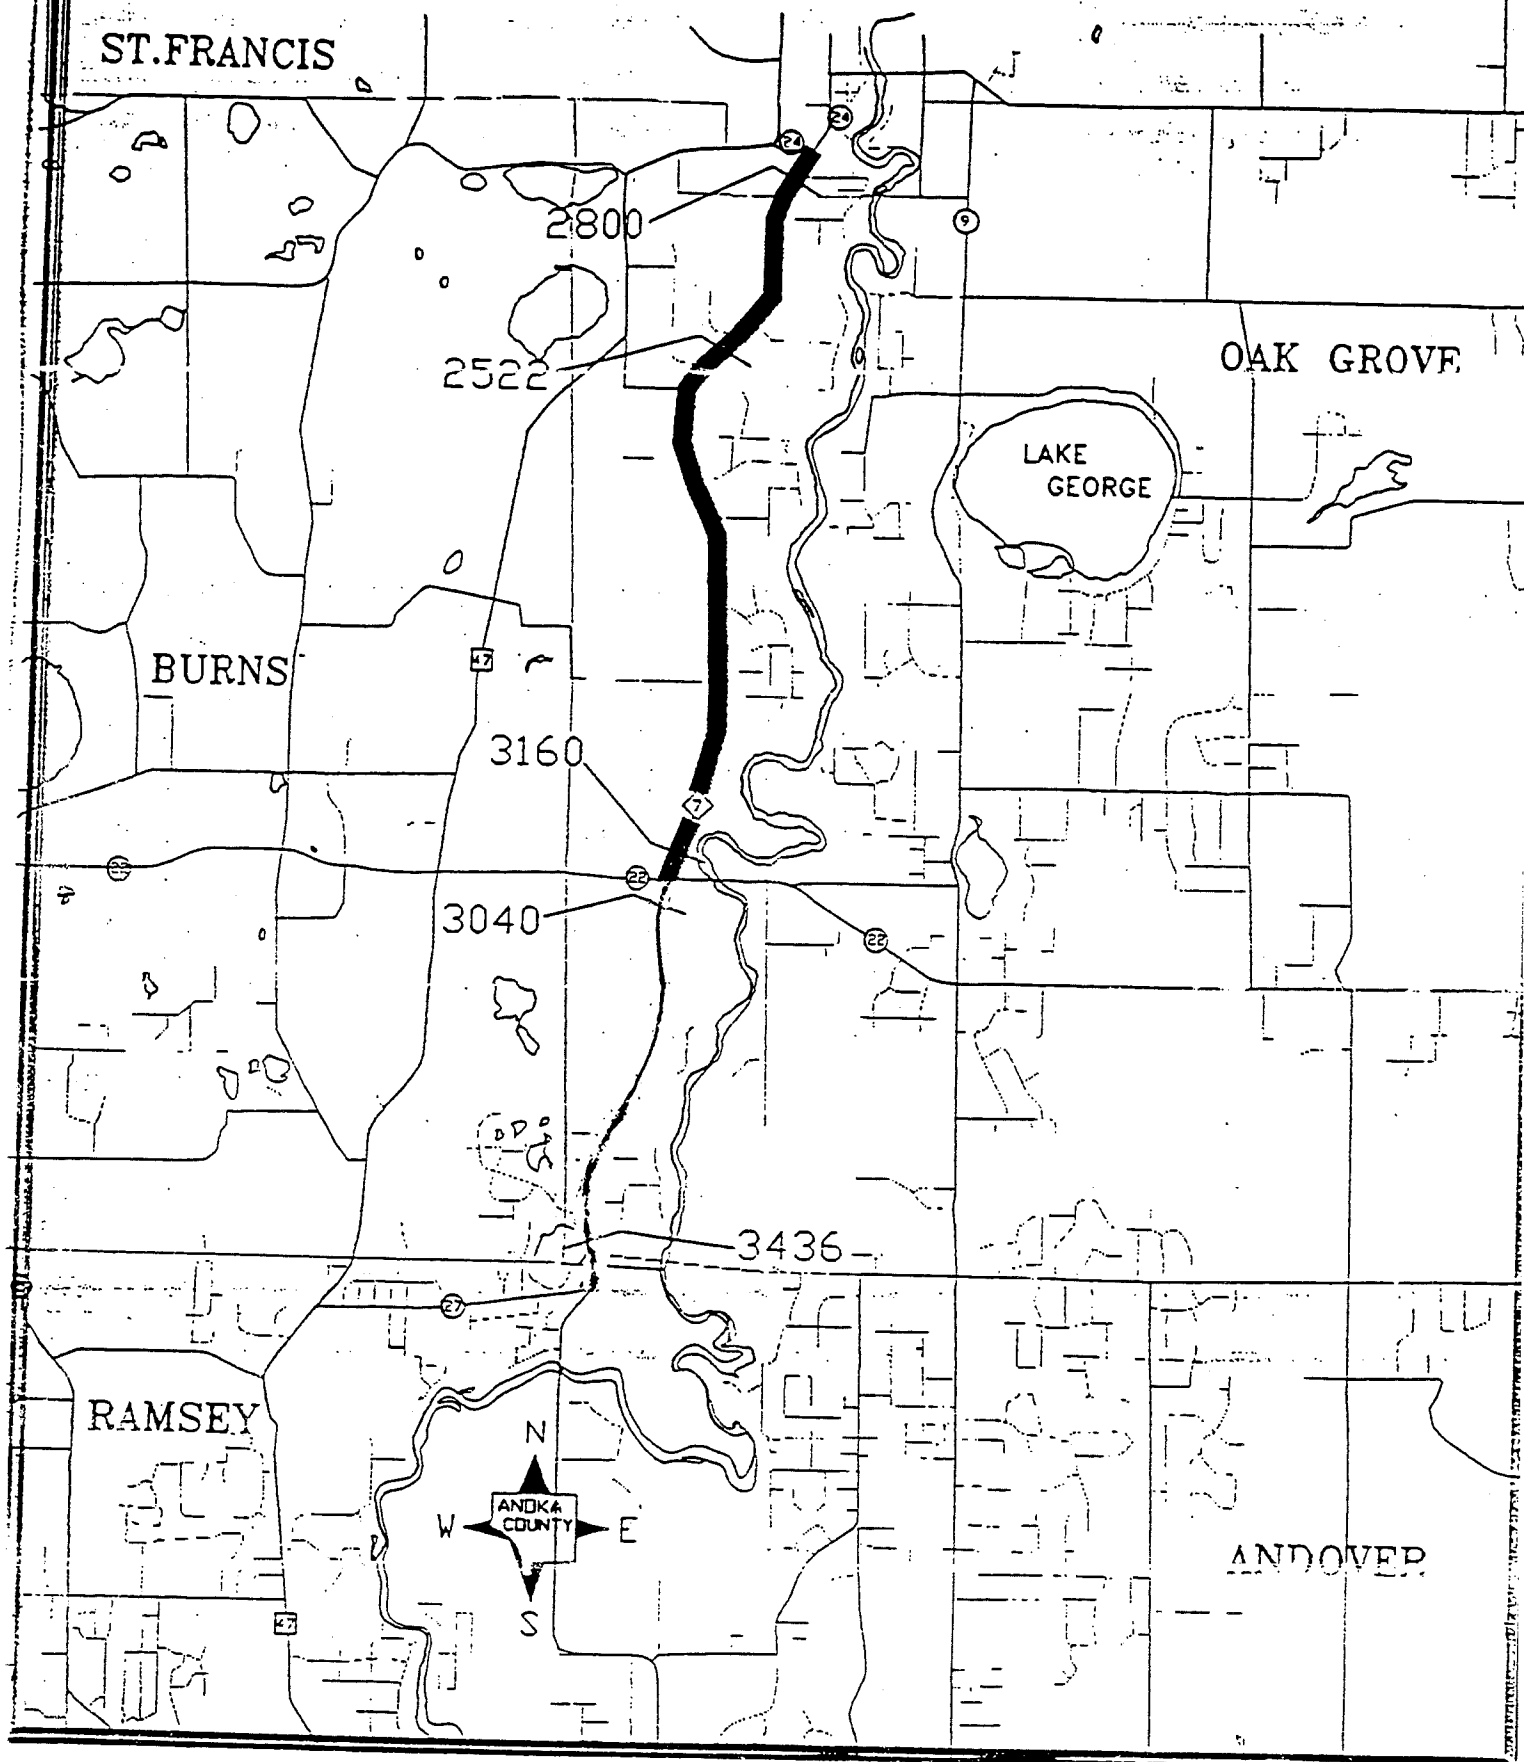 ST.FRANCIS
24
24
2800
9
2522
OAK GROVE
LAKE
GEORGE
BURNS
47
3160
7
22
22
3040
22
3436
27
RAMSEY
N
ANOKA
COUNTY
W
E
S
ANDOVER
47